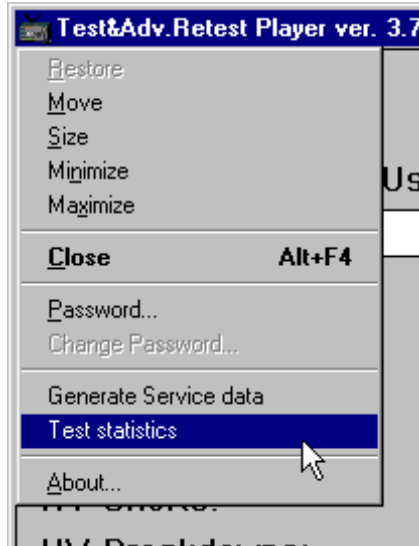 Test&Adv.Retest Player ver. 3.7
Restore
Move
Size
Minimize
Maximize
Us
Close Alt+F4
Password...
Change Password...
Generate Service data
Test statistics
About...